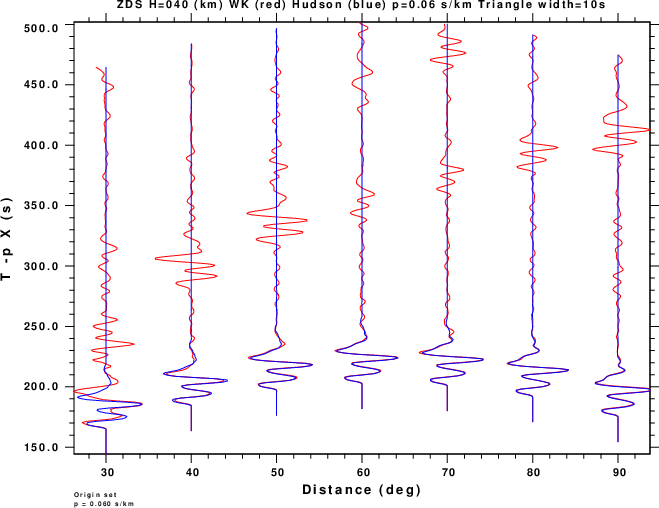 ZDS H=040 (km) WK (red) Hudson (blue) p=0.06 s/km Triangle width=10s
500.0
450.0
400.0
350.0
300.0
250.0
200.0
150.0
T -p X (s)
30 40 50 60 70 80 90
Distance (deg)
Origin set
p = 0.060 s/km